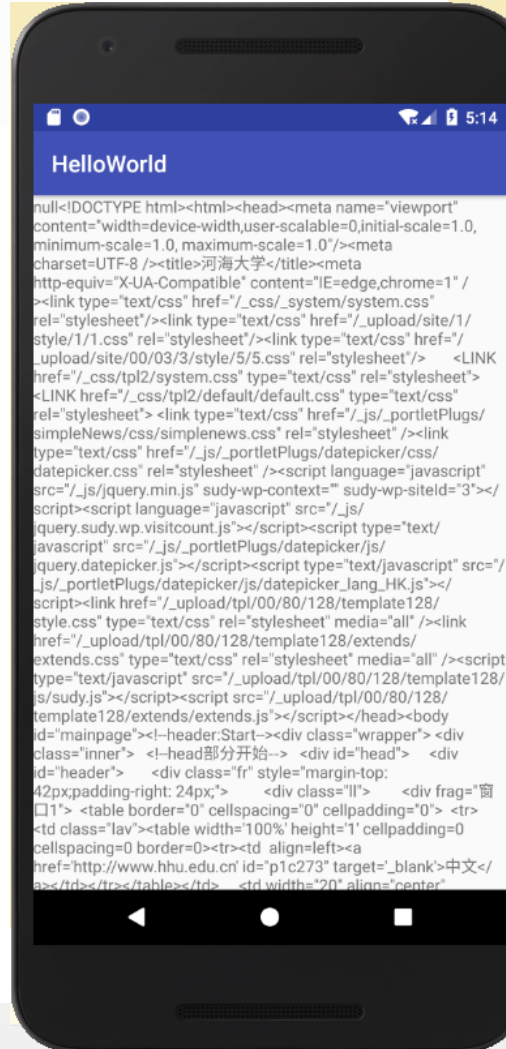 5:14
HelloWorld
null<!DOCTYPE html><html><head><meta name="viewport"
content="width=device-width,user-scalable=0,initial-scale=1.0,
minimum-scale=1.0, maximum-scale=1.0"/><meta
charset=UTF-8 /><title>河海大学</title><meta
http-equiv="X-UA-Compatible" content="IE=edge,chrome=1" /
><link type="text/css" href="/_css/_system/system.css"
rel="stylesheet"/><link type="text/css" href="/_upload/site/1/
style/1/1.css" rel="stylesheet"/><link type="text/css" href="/
_upload/site/00/03/3/style/5/5.css" rel="stylesheet"/>      <LINK
href="/_css/tpl2/system.css" type="text/css" rel="stylesheet">
<LINK href="/_css/tpl2/default/default.css" type="text/css"
rel="stylesheet"> <link type="text/css" href="/_js/_portletPlugs/
simpleNews/css/simplenews.css" rel="stylesheet" /><link
type="text/css" href="/_js/_portletPlugs/datepicker/css/
datepicker.css" rel="stylesheet" /><script language="javascript"
src="/_js/jquery.min.js" sudy-wp-context="" sudy-wp-siteId="3"></
script><script language="javascript" src="/_js/
jquery.sudy.wp.visitcount.js"></script><script type="text/
javascript" src="/_js/_portletPlugs/datepicker/js/
jquery.datepicker.js"></script><script type="text/javascript" src="/
_js/_portletPlugs/datepicker/js/datepicker_lang_HK.js"></
script><link href="/_upload/tpl/00/80/128/template128/
style.css" type="text/css" rel="stylesheet" media="all" /><link
href="/_upload/tpl/00/80/128/template128/extends/
extends.css" type="text/css" rel="stylesheet" media="all" /><script
type="text/javascript" src="/_upload/tpl/00/80/128/template128/
js/sudy.js"></script><script src="/_upload/tpl/00/80/128/
template128/extends/extends.js"></script></head><body
id="mainpage"><!--header:Start--><div class="wrapper"> <div
class="inner">   <!--head部分开始-->   <div id="head">     <div
id="header">       <div class="fr" style="margin-top:
42px;padding-right: 24px;">         <div class="ll">         <div frag="窗
口1">  <table border="0" cellspacing="0" cellpadding="0">  <tr>
<td class="lav"><table width='100%' height='1' cellpadding=0
cellspacing=0 border=0><tr><td  align=left><a
href='http://www.hhu.edu.cn' id="p1c273" target='_blank'>中文</
a></td></tr></table></td>    <td width="20" align="center"